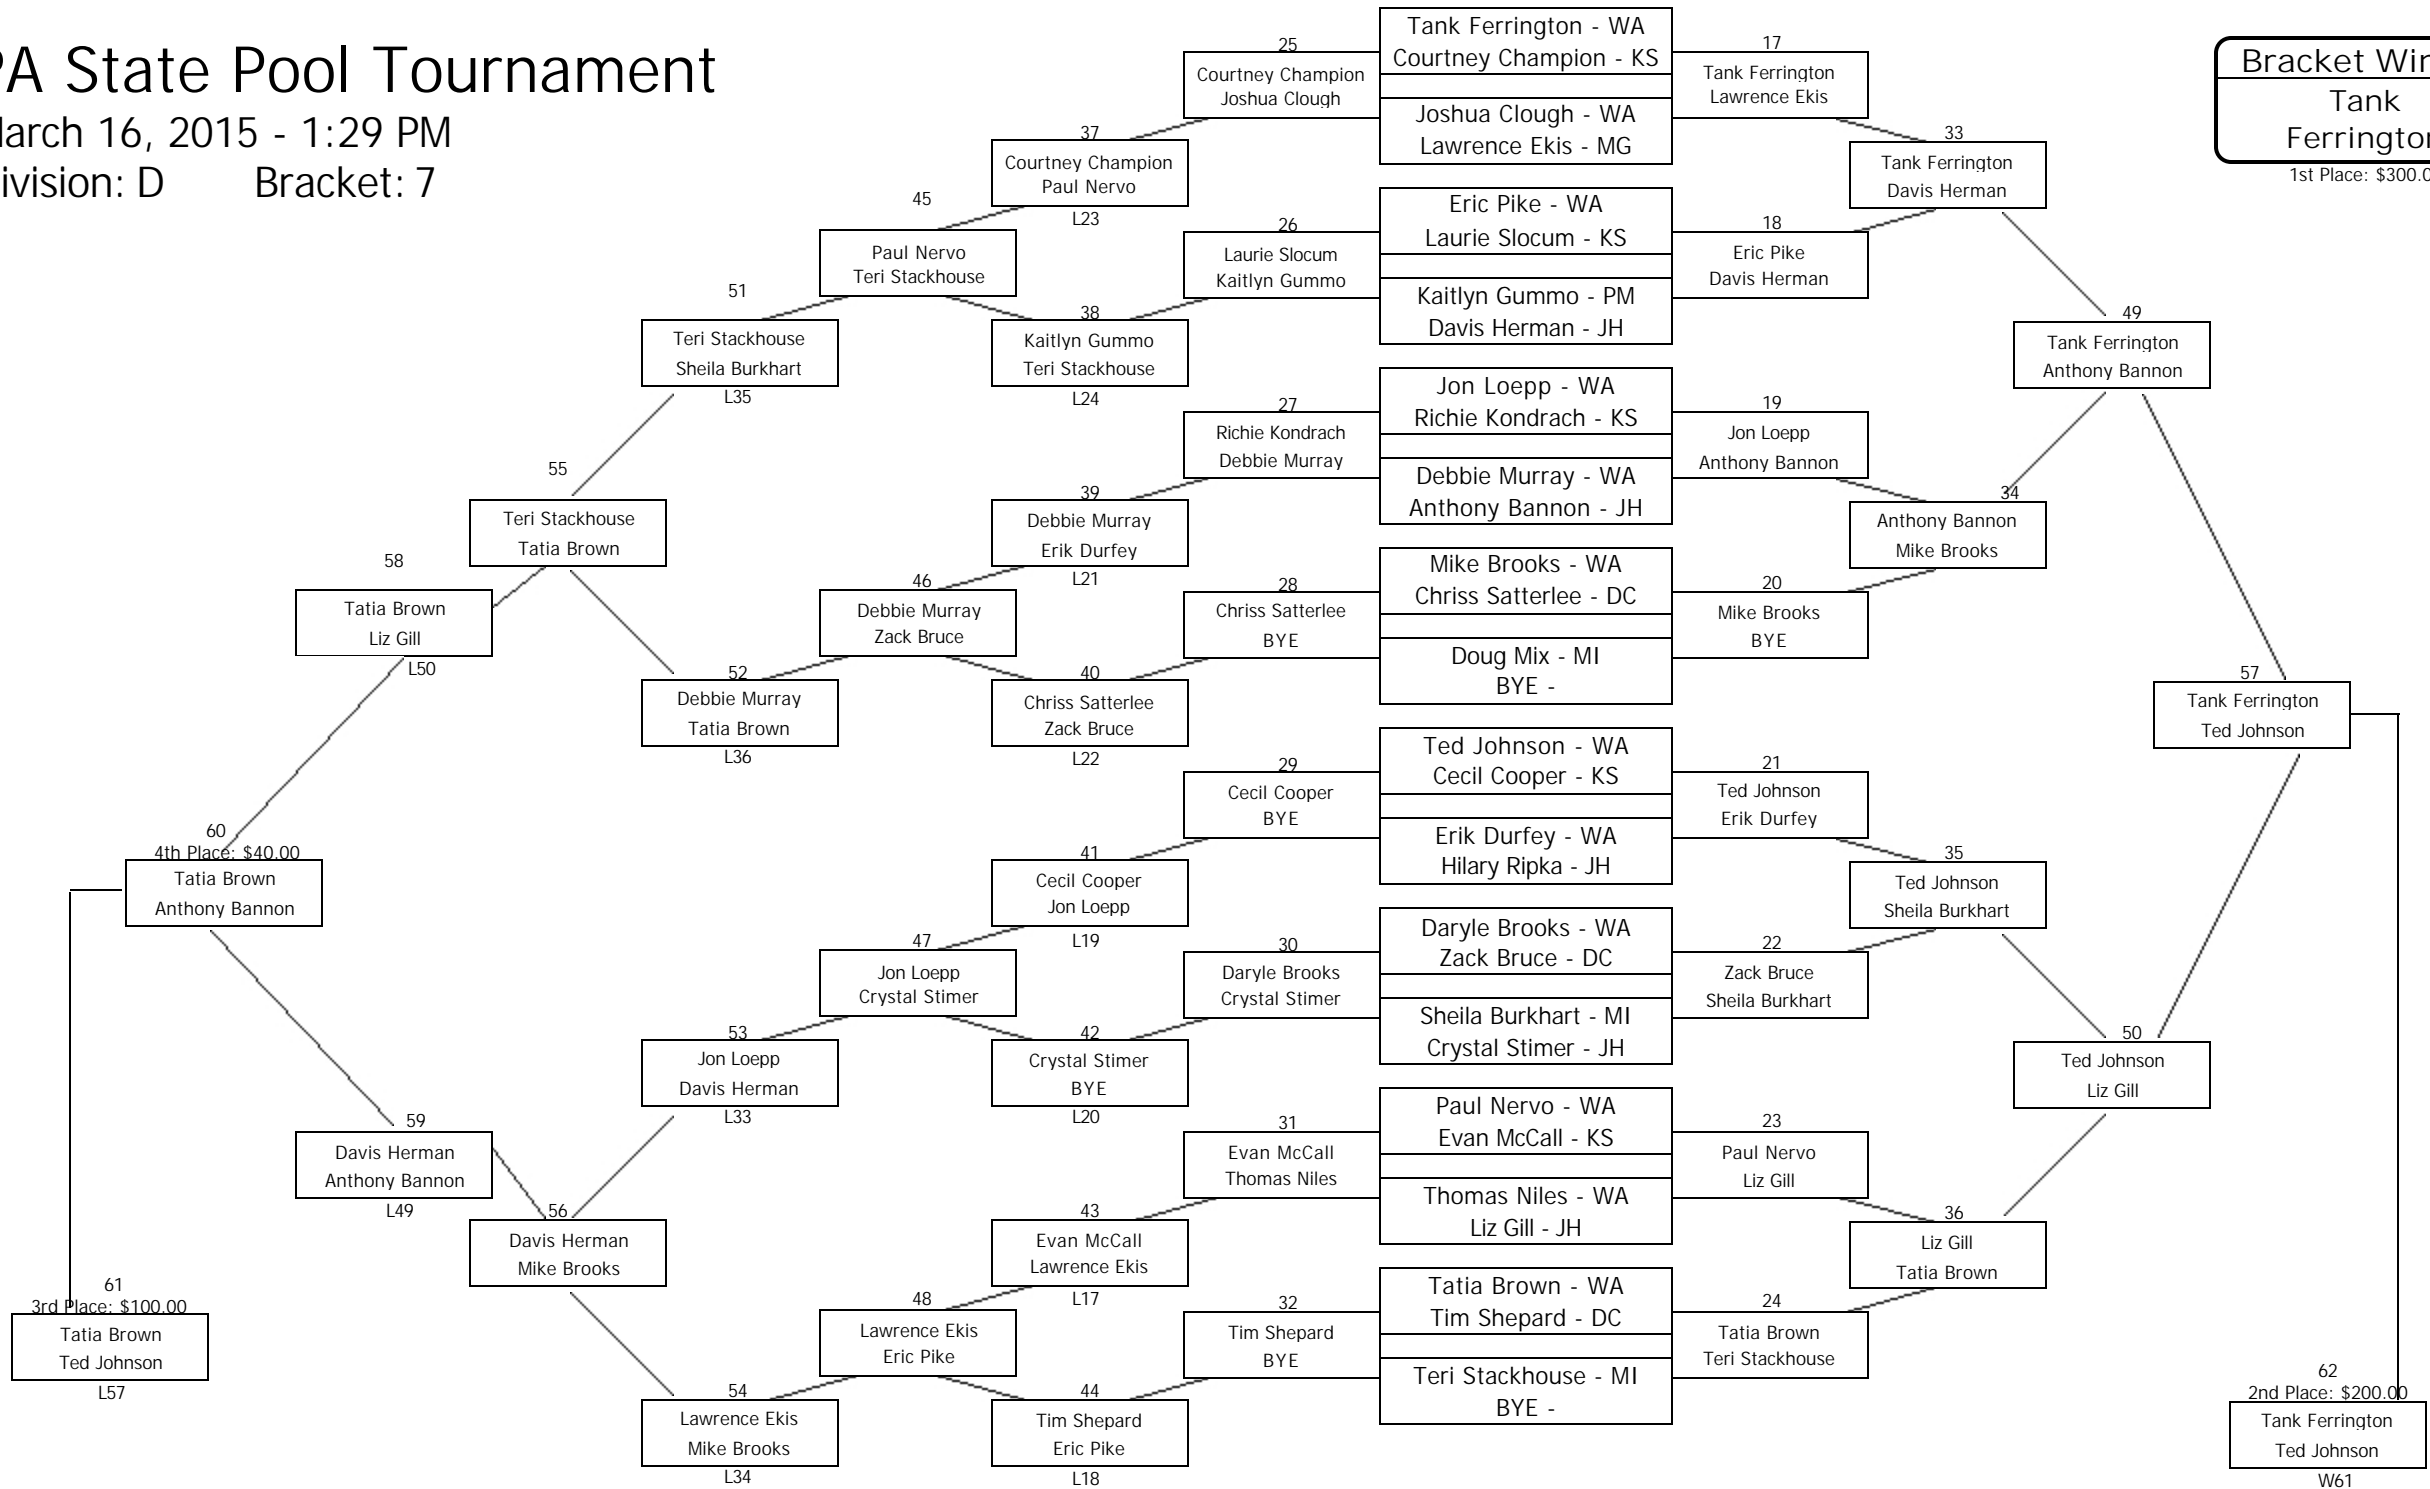 PA State Pool Tournament
arch 16, 2015 - 1:29 PM
ivision: D Bracket: 7
61
3rd Place: $100.00
Tatia Brown
Ted Johnson
L57
60
4th Place: $40.00
Tatia Brown
Anthony Bannon
58
Tatia Brown
Liz Gill
L50
59
Davis Herman
Anthony Bannon
L49
55
Teri Stackhouse
Tatia Brown
56
Davis Herman
Mike Brooks
51
Teri Stackhouse
Sheila Burkhart
L35
52
Debbie Murray
Tatia Brown
L36
53
Jon Loepp
Davis Herman
L33
54
Lawrence Ekis
Mike Brooks
L34
45
Paul Nervo
Teri Stackhouse
46
Debbie Murray
Zack Bruce
47
Jon Loepp
Crystal Stimer
48
Lawrence Ekis
Eric Pike
37
Courtney Champion
Paul Nervo
L23
38
Kaitlyn Gummo
Teri Stackhouse
L24
39
Debbie Murray
Erik Durfey
L21
40
Chriss Satterlee
Zack Bruce
L22
41
Cecil Cooper
Jon Loepp
L19
42
Crystal Stimer
BYE
L20
43
Evan McCall
Lawrence Ekis
L17
44
Tim Shepard
Eric Pike
L18
25
Courtney Champion
Joshua Clough
26
Laurie Slocum
Kaitlyn Gummo
27
Richie Kondrach
Debbie Murray
28
Chriss Satterlee
BYE
29
Cecil Cooper
BYE
30
Daryle Brooks
Crystal Stimer
31
Evan McCall
Thomas Niles
32
Tim Shepard
BYE
Tank Ferrington - WA
Courtney Champion - KS
Joshua Clough - WA
Lawrence Ekis - MG
Eric Pike - WA
Laurie Slocum - KS
Kaitlyn Gummo - PM
Davis Herman - JH
Jon Loepp - WA
Richie Kondrach - KS
Debbie Murray - WA
Anthony Bannon - JH
Mike Brooks - WA
Chriss Satterlee - DC
Doug Mix - MI
BYE -
Ted Johnson - WA
Cecil Cooper - KS
Erik Durfey - WA
Hilary Ripka - JH
Daryle Brooks - WA
Zack Bruce - DC
Sheila Burkhart - MI
Crystal Stimer - JH
Paul Nervo - WA
Evan McCall - KS
Thomas Niles - WA
Liz Gill - JH
Tatia Brown - WA
Tim Shepard - DC
Teri Stackhouse - MI
BYE -
17
Tank Ferrington
Lawrence Ekis
18
Eric Pike
Davis Herman
19
Jon Loepp
Anthony Bannon
20
Mike Brooks
BYE
21
Ted Johnson
Erik Durfey
22
Zack Bruce
Sheila Burkhart
23
Paul Nervo
Liz Gill
24
Tatia Brown
Teri Stackhouse
33
Tank Ferrington
Davis Herman
34
Anthony Bannon
Mike Brooks
35
Ted Johnson
Sheila Burkhart
36
Liz Gill
Tatia Brown
49
Tank Ferrington
Anthony Bannon
50
Ted Johnson
Liz Gill
57
Tank Ferrington
Ted Johnson
Bracket Win
Tank
Ferrington
1st Place: $300.0
62
2nd Place: $200.00
Tank Ferrington
Ted Johnson
W61